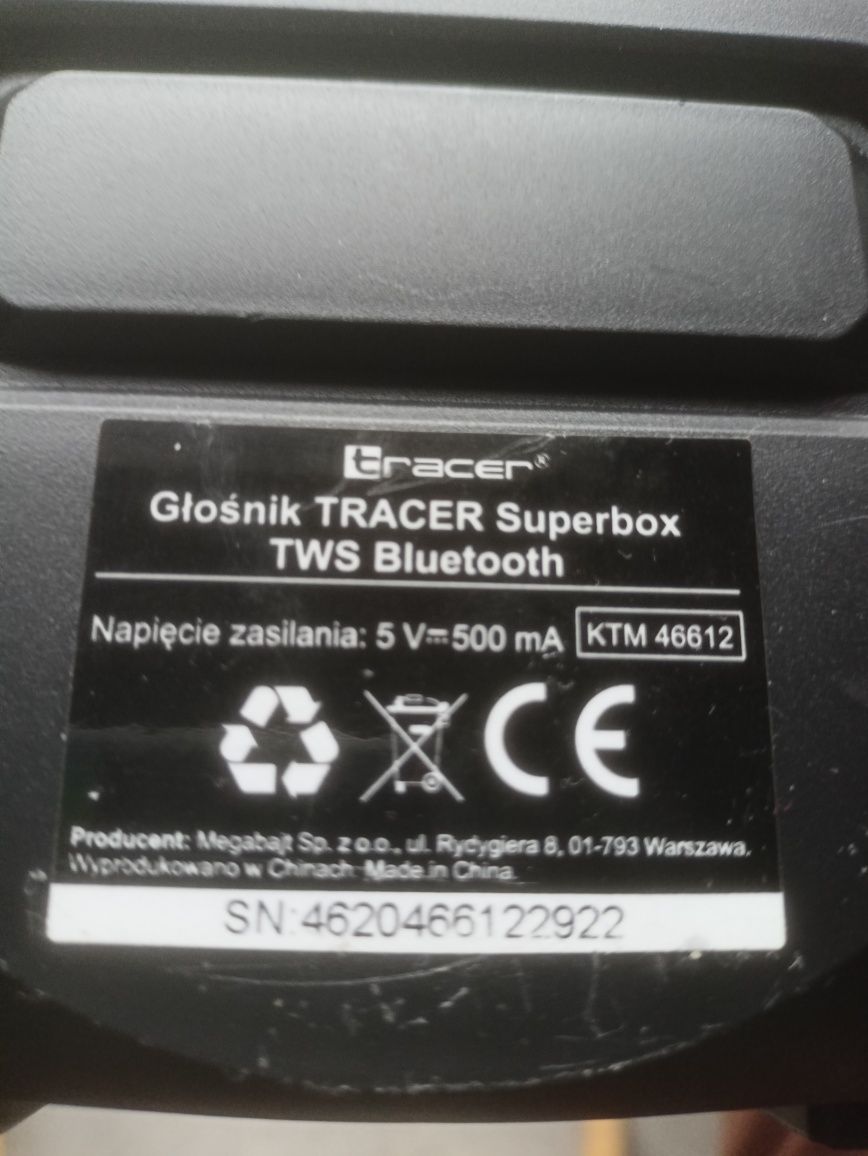 tracer®
Głośnik TRACER Superbox
TWS Bluetooth
Napięcie zasilania: 5 V⎓500 mA KTM 46612
CE
Producent: Megabajt Sp. z o.o., ul. Rydygiera 8, 01-793 Warszawa.
Wyprodukowano w Chinach. Made in China.
SN:4620466122922